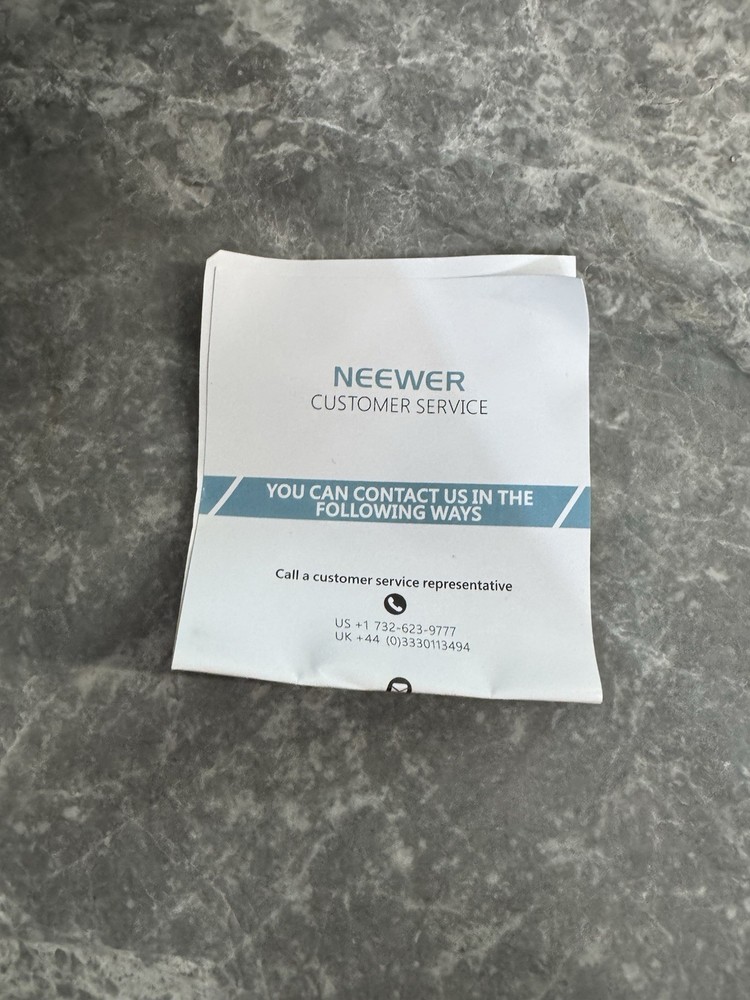 NEEWER
CUSTOMER SERVICE
YOU CAN CONTACT US IN THE
FOLLOWING WAYS
Call a customer service representative
US +1 732-623-9777
UK +44 (0)3330113494